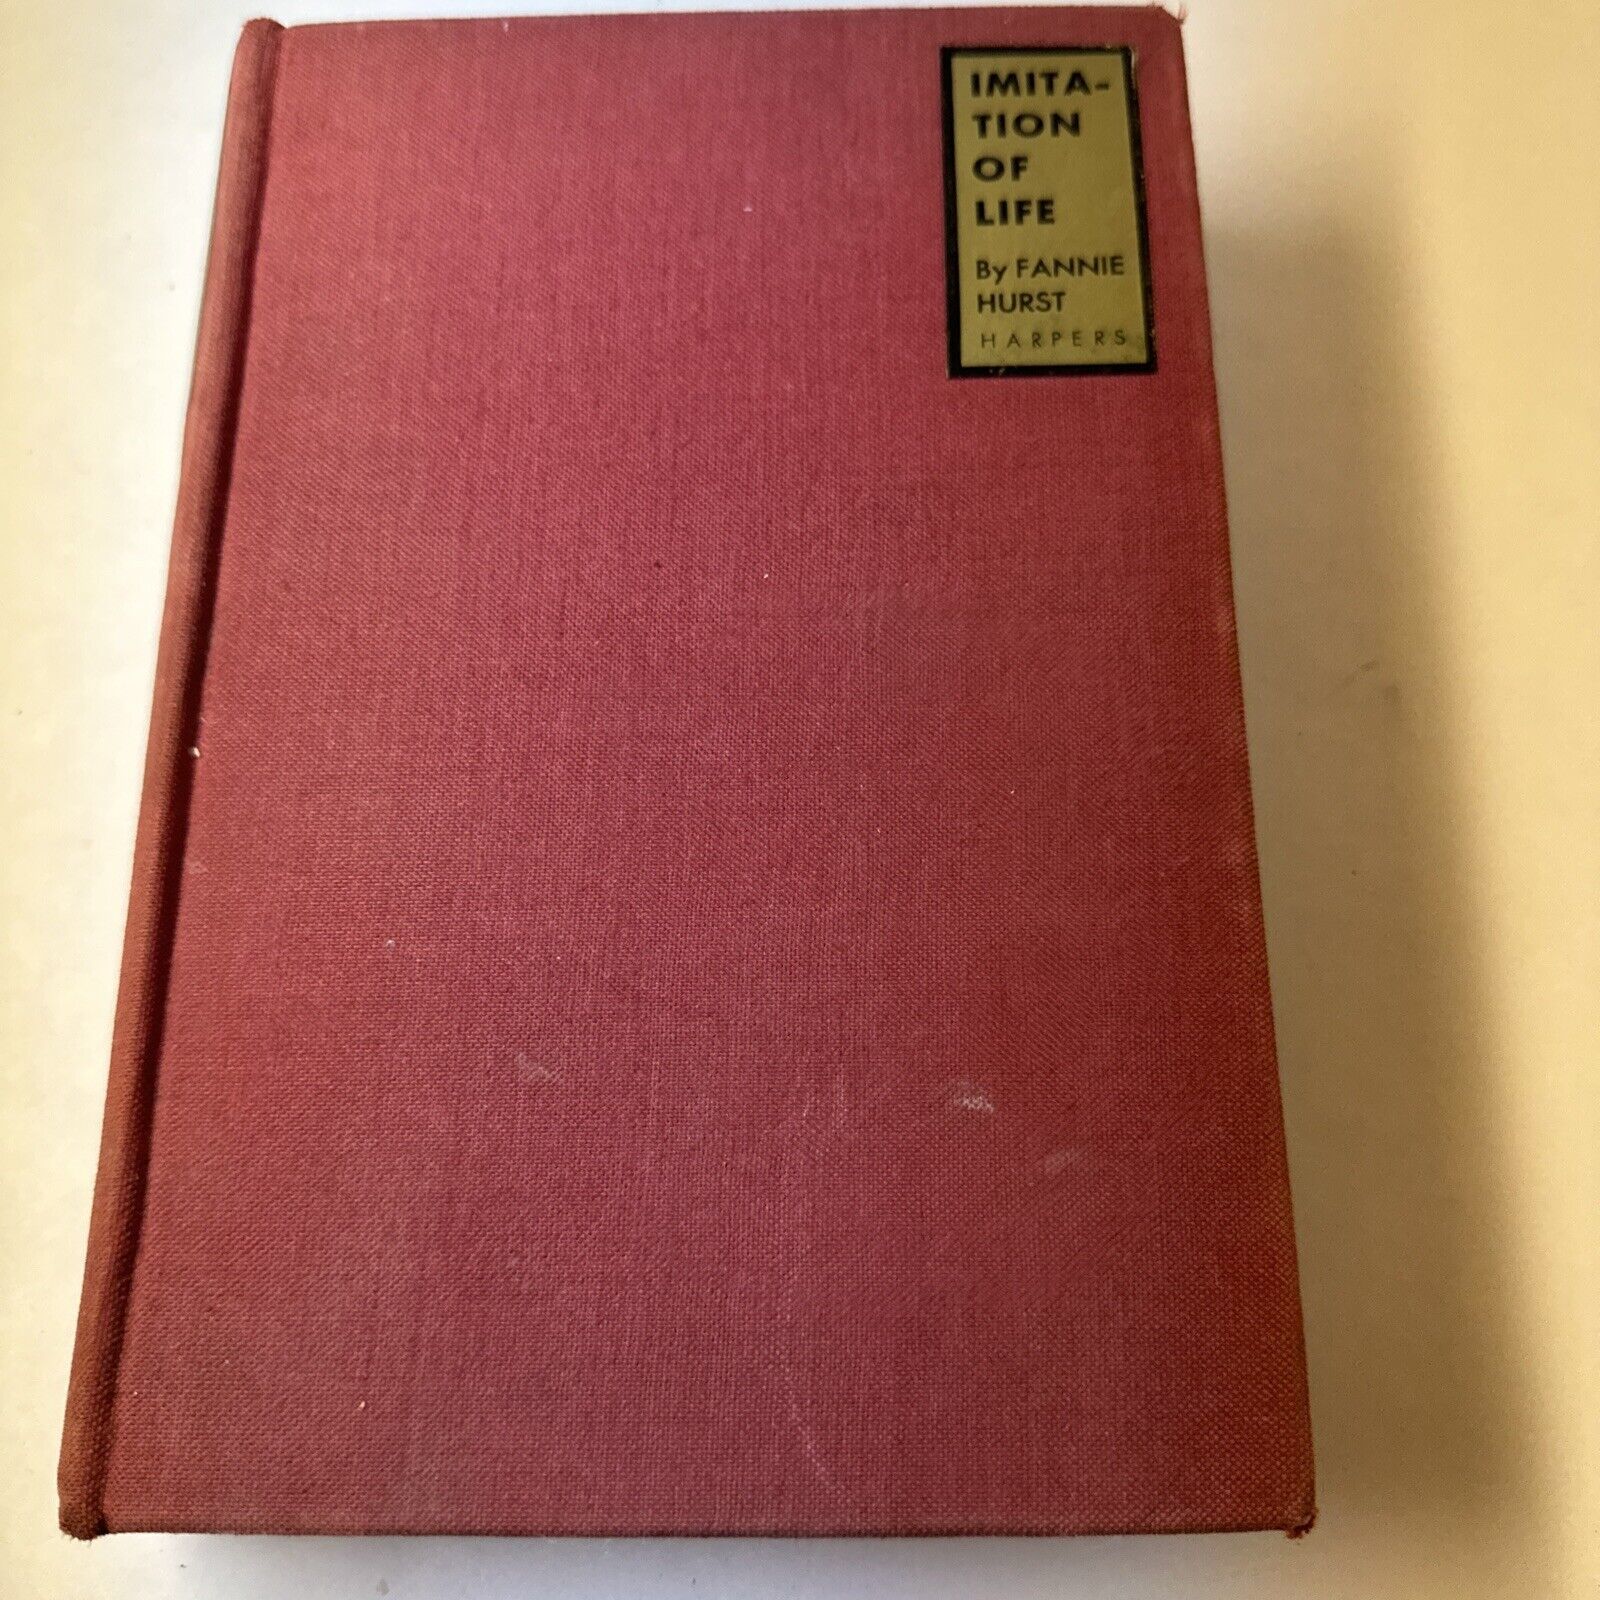 IMITA-
TION
OF
LIFE
By FANNIE
HURST
HARPERS